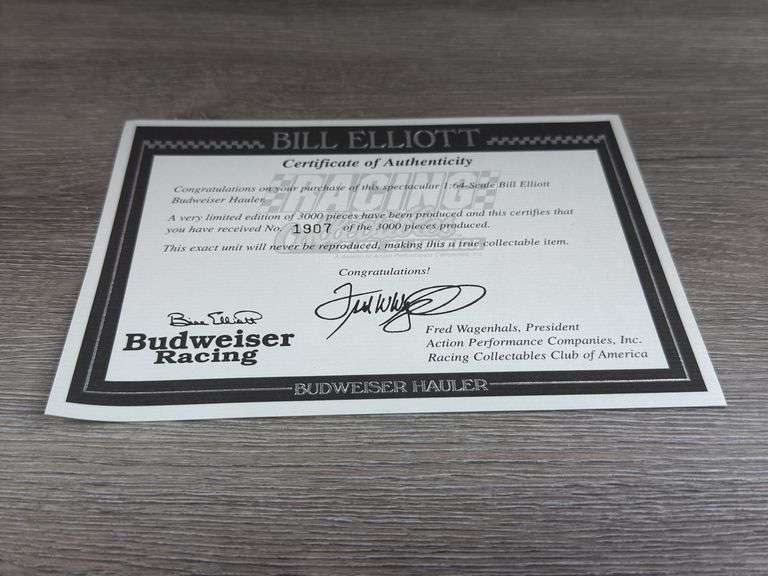 BILL ELLIOTT
Certificate of Authenticity
RACING
Congratulations on your purchase of this spectacular 1:64 Scale Bill Elliott
Budweiser Hauler.
A very limited edition of 3000 pieces have been produced and this certifies that
you have received No. 1907 of the 3000 pieces produced.
This exact unit will never be reproduced, making this a true collectable item.
Congratulations!
Bill Elliott
Budweiser
Racing
Fred Wagenhals, President
Action Performance Companies, Inc.
Racing Collectables Club of America
BUDWEISER HAULER